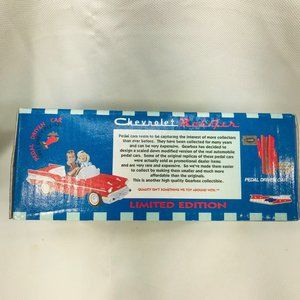 PEDAL DRIVEN CAR
Chevrolet Roadster
Pedal cars seem to be capturing the interest of more collectors
than ever before. They have been collected for many years
and can be very expensive. Gearbox has decided to
design a scaled down modified version of the real automobile
pedal cars. Some of the original replicas of these pedal cars
were actually sold as promotional dealer items
and are very rare and expensive. So we've made them easier
to collect by making them smaller and much more
affordable than the originals.
This is another high quality Gearbox collectible.
QUALITY ISN'T SOMETHING WE TOY AROUND WITH ™
LIMITED EDITION
PEDAL DRIVEN CAR